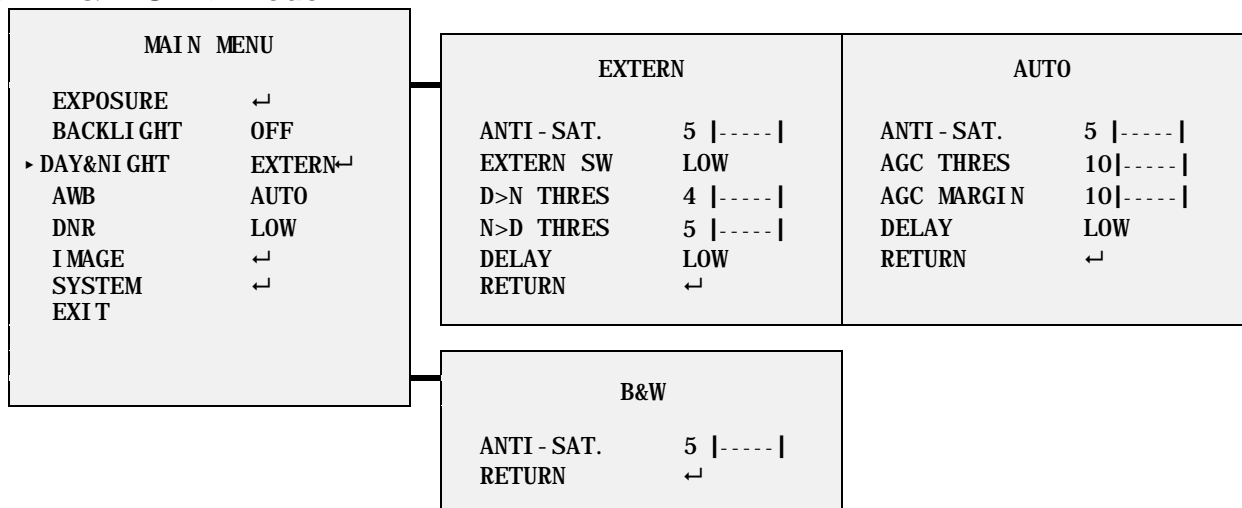 MAIN MENU
EXPOSURE ↵
BACKLIGHT OFF
▸ DAY&NIGHT EXTERN↵
AWB AUTO
DNR LOW
IMAGE ↵
SYSTEM ↵
EXIT
EXTERN
ANTI-SAT. 5 |-----|
EXTERN SW LOW
D>N THRES 4 |-----|
N>D THRES 5 |-----|
DELAY LOW
RETURN ↵
AUTO
ANTI-SAT. 5 |-----|
AGC THRES 10|-----|
AGC MARGIN 10|-----|
DELAY LOW
RETURN ↵
B&W
ANTI-SAT. 5 |-----|
RETURN ↵